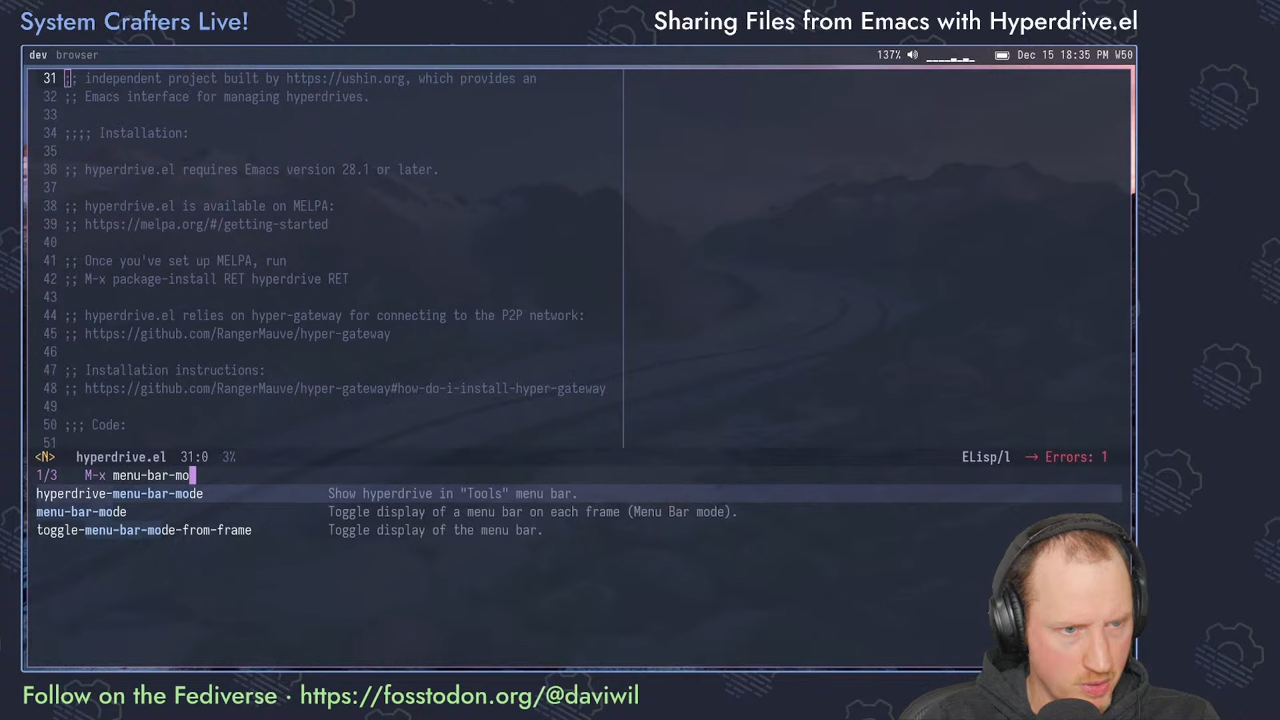 System Crafters Live!
Sharing Files from Emacs with Hyperdrive.el
dev browser
137% Dec 15 18:35 PM W50
31 ;; independent project built by https://ushin.org, which provides an
32 ;; Emacs interface for managing hyperdrives.
33
34 ;;;; Installation:
35
36 ;; hyperdrive.el requires Emacs version 28.1 or later.
37
38 ;; hyperdrive.el is available on MELPA:
39 ;; https://melpa.org/#/getting-started
40
41 ;; Once you've set up MELPA, run
42 ;; M-x package-install RET hyperdrive RET
43
44 ;; hyperdrive.el relies on hyper-gateway for connecting to the P2P network:
45 ;; https://github.com/RangerMauve/hyper-gateway
46
47 ;; Installation instructions:
48 ;; https://github.com/RangerMauve/hyper-gateway#how-do-i-install-hyper-gateway
49
50 ;;; Code:
51
<N> hyperdrive.el 31:0 3% ELisp/l → Errors: 1
1/3 M-x menu-bar-mo
hyperdrive-menu-bar-mode Show hyperdrive in "Tools" menu bar.
menu-bar-mode Toggle display of a menu bar on each frame (Menu Bar mode).
toggle-menu-bar-mode-from-frame Toggle display of the menu bar.
Follow on the Fediverse · https://fosstodon.org/@daviwil